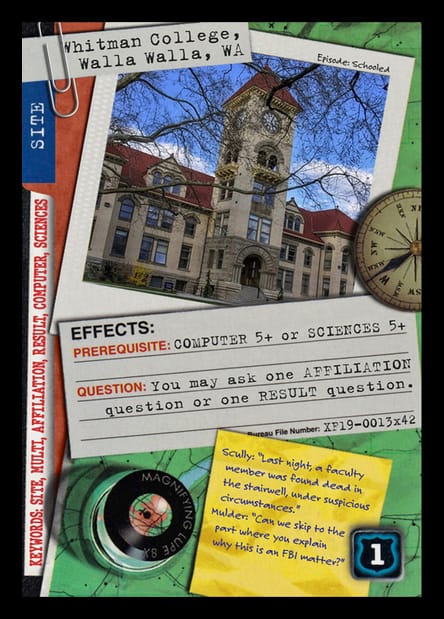 Whitman College,
Walla Walla, WA
Episode: Schooled
SITE
KEYWORDS: SITE, MULTI, AFFILIATION, RESULT, COMPUTER, SCIENCES
EFFECTS:
PREREQUISITE: COMPUTER 5+ or SCIENCES 5+
QUESTION: You may ask one AFFILIATION
question or one RESULT question.
Bureau File Number: XF19-0013x42
MAGNIFYING LUPE 8X
Scully: "Last night, a faculty
member was found dead in
the stairwell, under suspicious
circumstances."
Mulder: "Can we skip to the
part where you explain
why this is an FBI matter?"
1